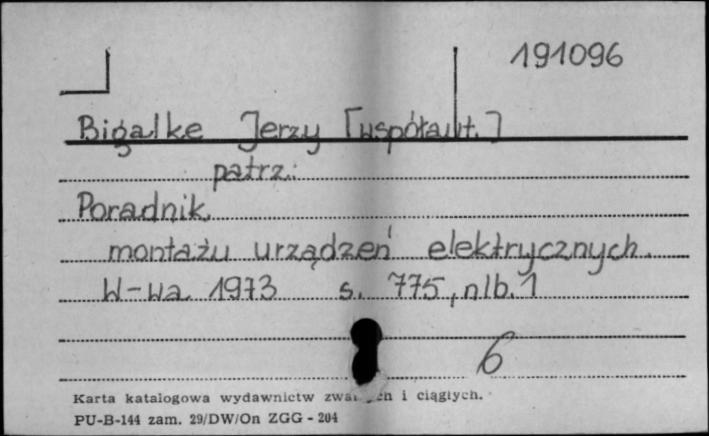 191096
Bigalke Jerzy [współaut.]
patrz:
Poradnik
montażu urządzeń elektrycznych.
W-wa 1973 s. 775, nlb. 1
6
Karta katalogowa wydawnictw i ciągłych.
PU-B-144 zam. 29/DW/On ZGG - 204